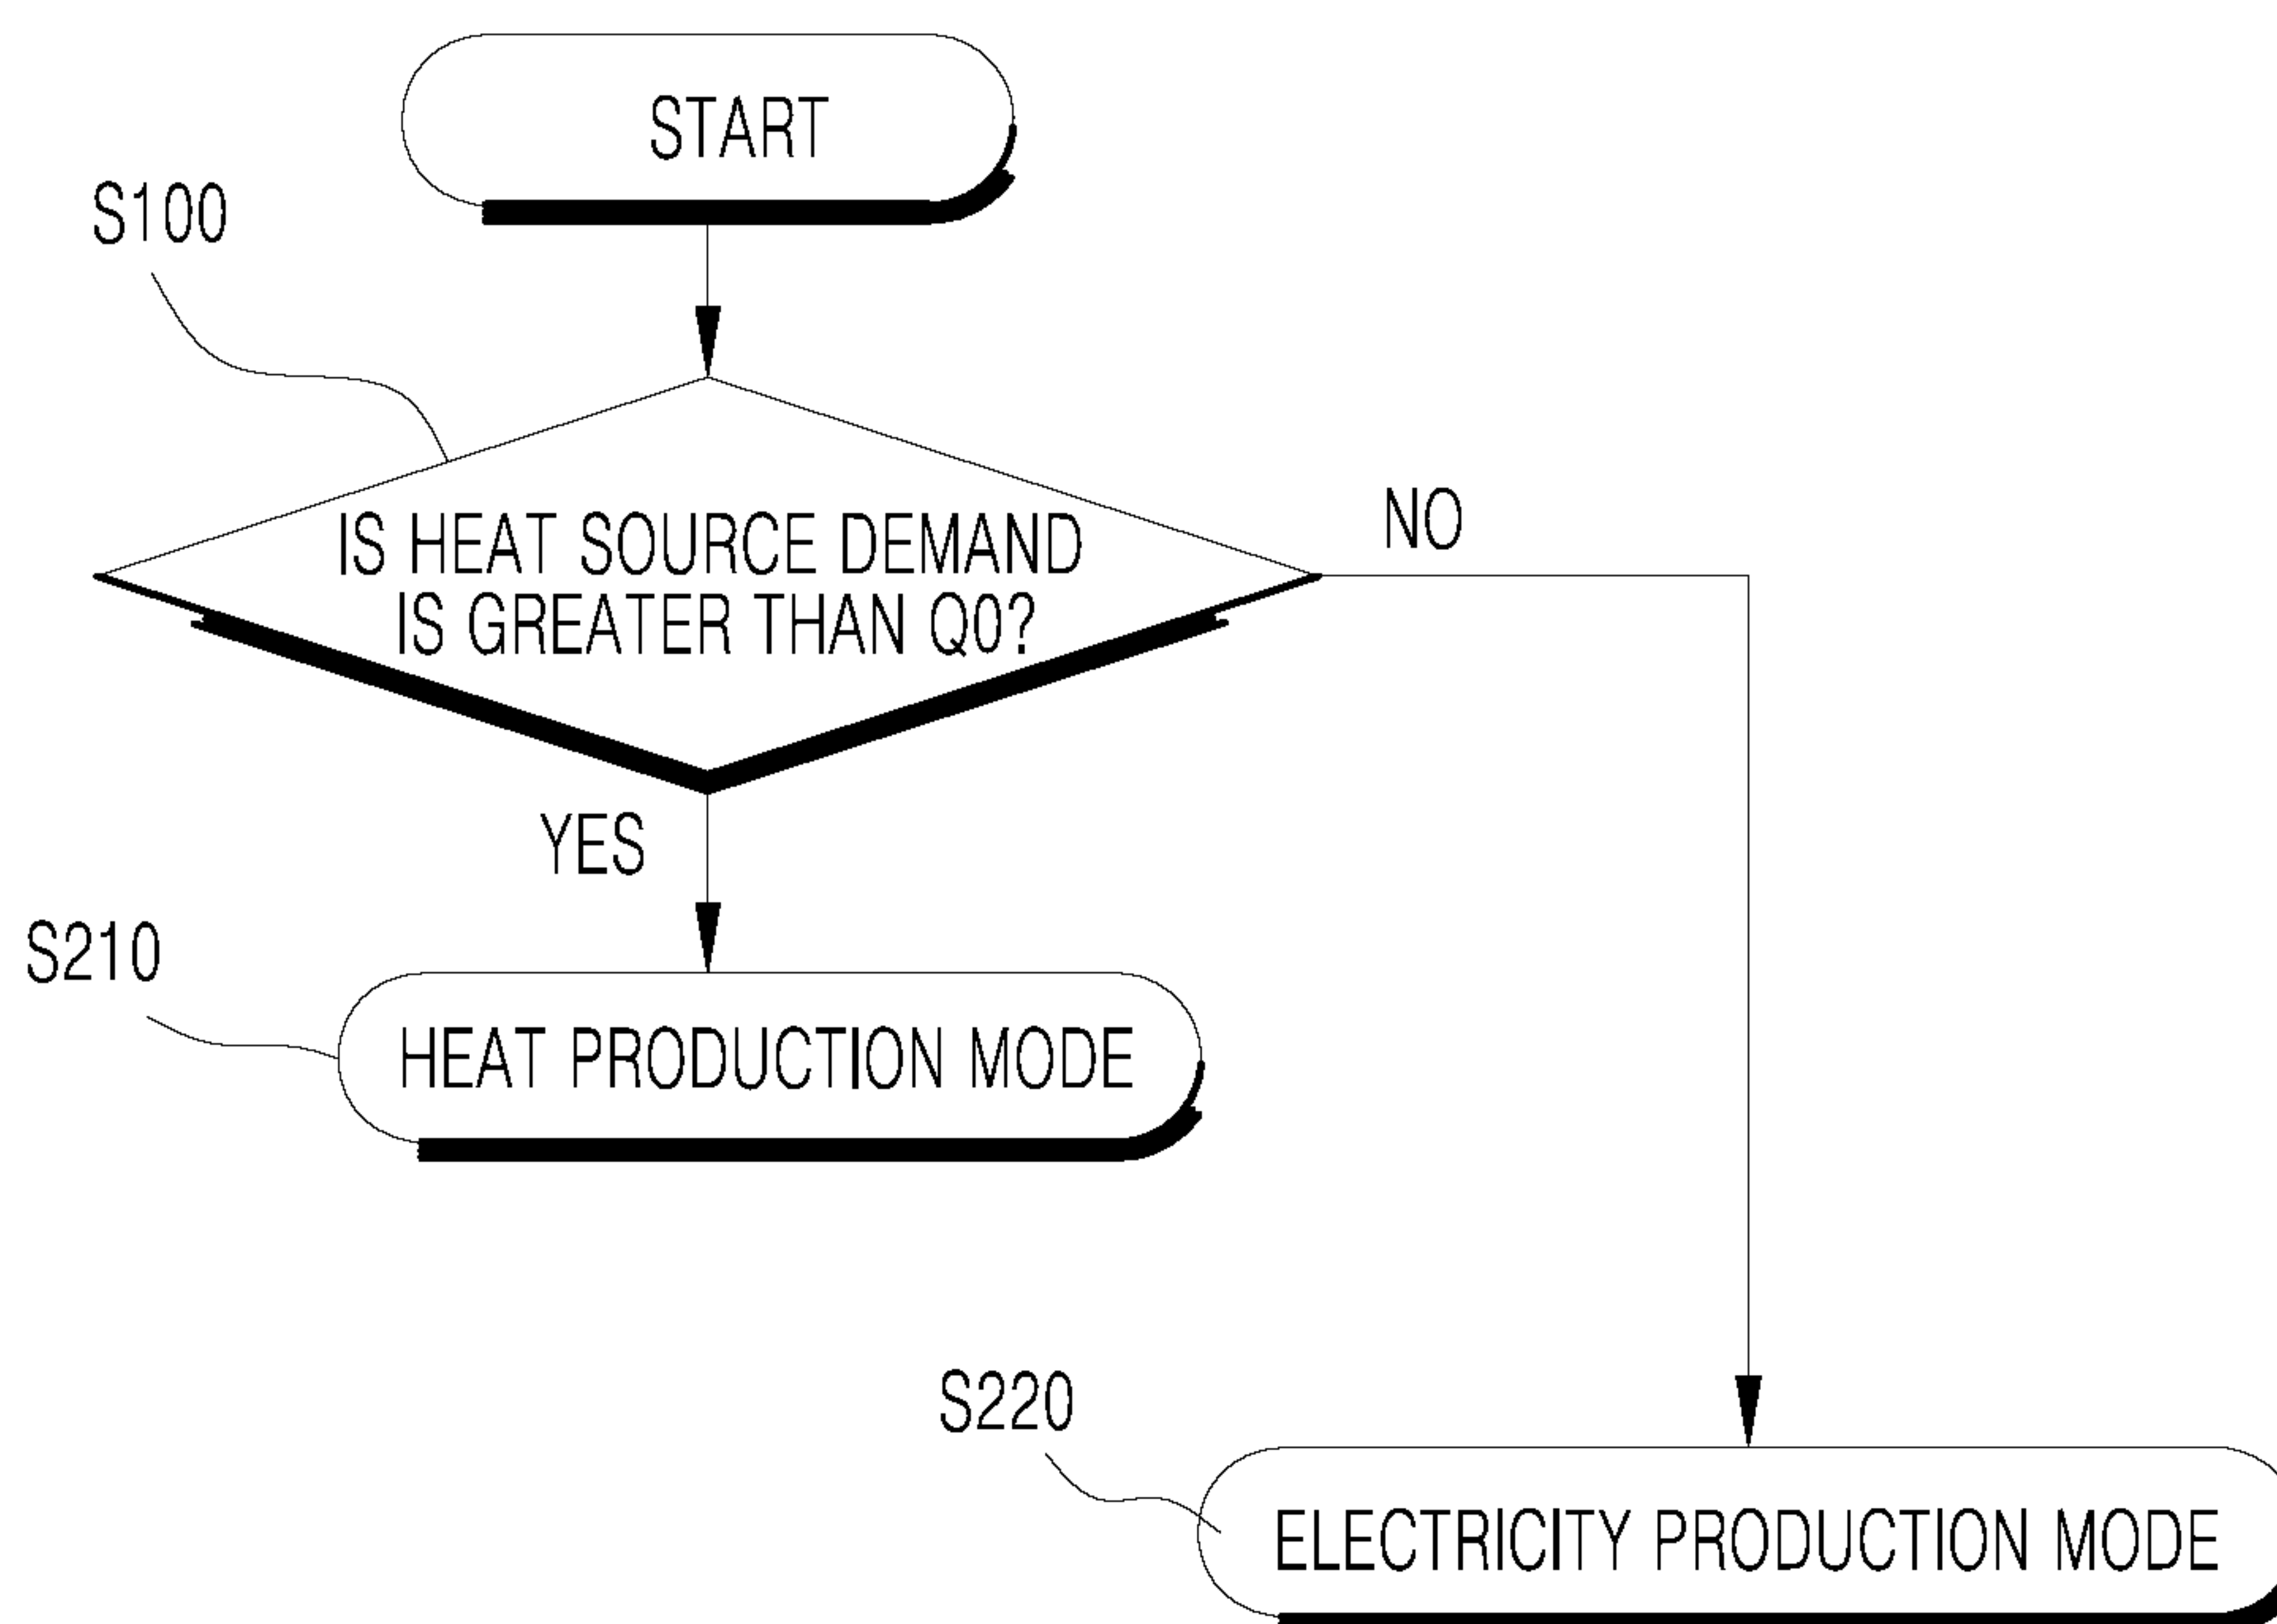 START
S100
IS HEAT SOURCE DEMAND
IS GREATER THAN Q0?
NO
YES
S210
HEAT PRODUCTION MODE
S220
ELECTRICITY PRODUCTION MODE